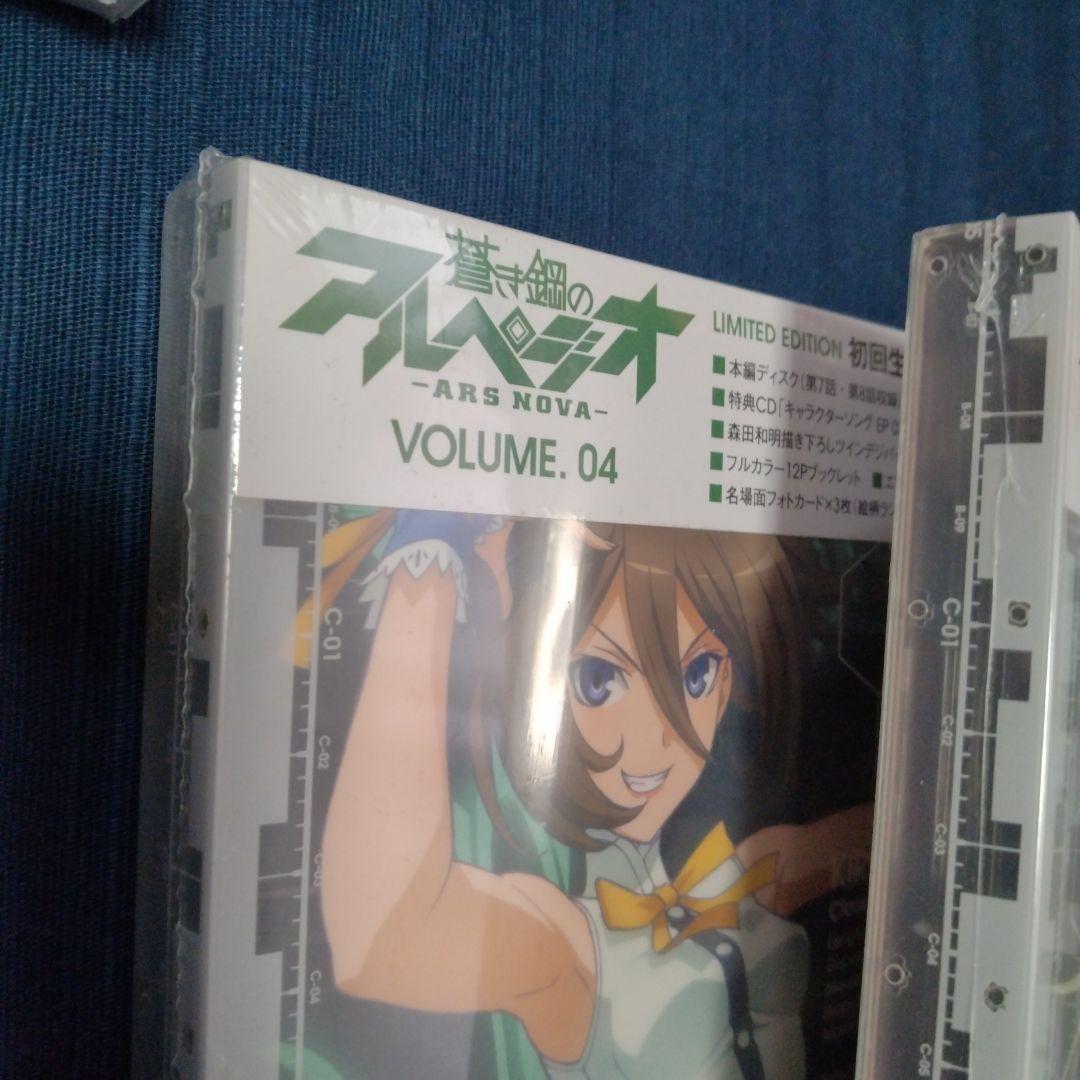 蒼き鋼の
アルペジオ
-ARS NOVA-
VOLUME. 04
LIMITED EDITION 初回生
■本編ディスク(第7話・第8話収録
■特典CD「キャラクターソング EP 0
■森田和明描き下ろしツインデジパ
■フルカラー12Pブックレット ■エ
■名場面フォトカード×3枚(絵柄ラン
C-01
C-02
C-03
C-04
B-08
B-09
C-01
C-02
C-03
C-04
C-05